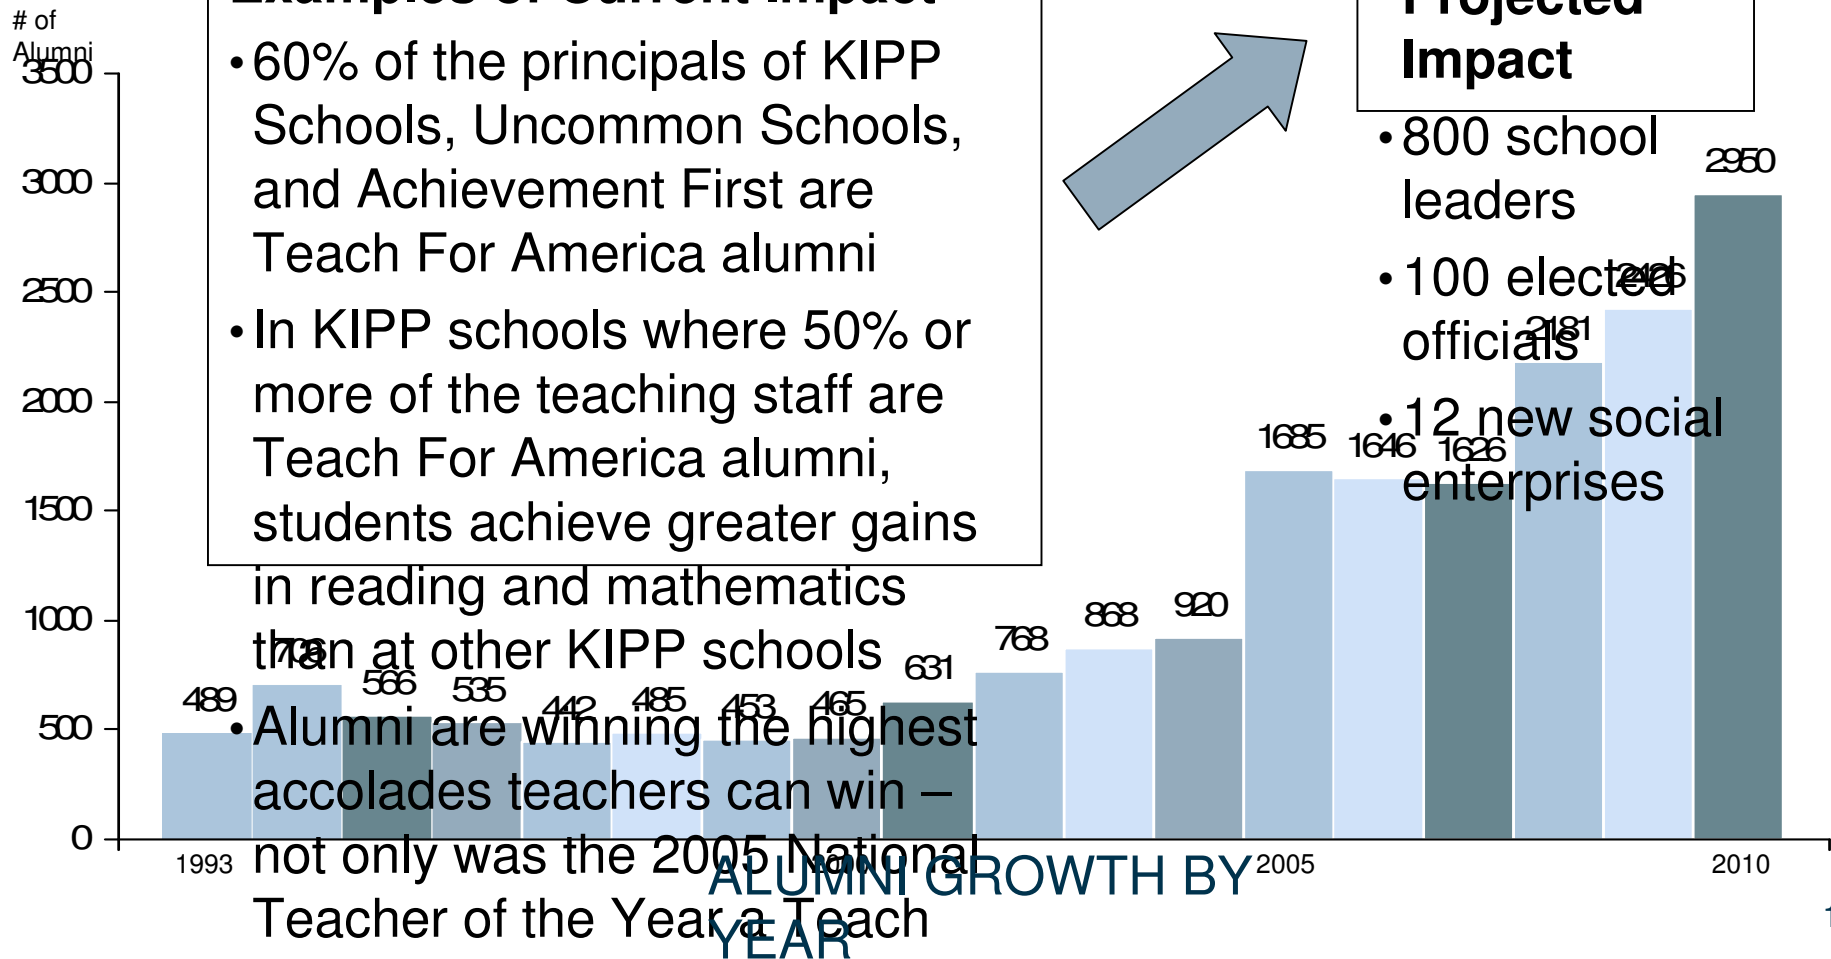 # of
Alumni
3500
3000
2500
2000
1500
1000
500
0
Examples of Current Impact
•60% of the principals of KIPP
Schools, Uncommon Schools,
and Achievement First are
Teach For America alumni
•In KIPP schools where 50% or
more of the teaching staff are
Teach For America alumni,
students achieve greater gains
in reading and mathematics
than at other KIPP schools
•Alumni are winning the highest
accolades teachers can win –
not only was the 2005 National
Teacher of the Year a Teach
Projected
Impact
•800 school
leaders
•100 elected
officials
•12 new social
enterprises
489
706
566
535
442
485
453
465
631
768
868
920
1685
1646
1626
2181
2426
2950
1993
2000
2005
2010
ALUMNI GROWTH BY
YEAR